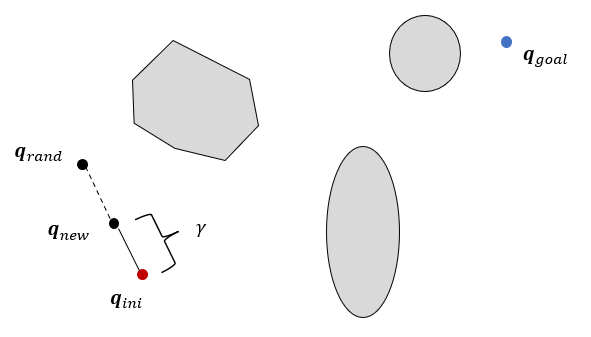 q_goal
q_rand
q_new
γ
q_ini